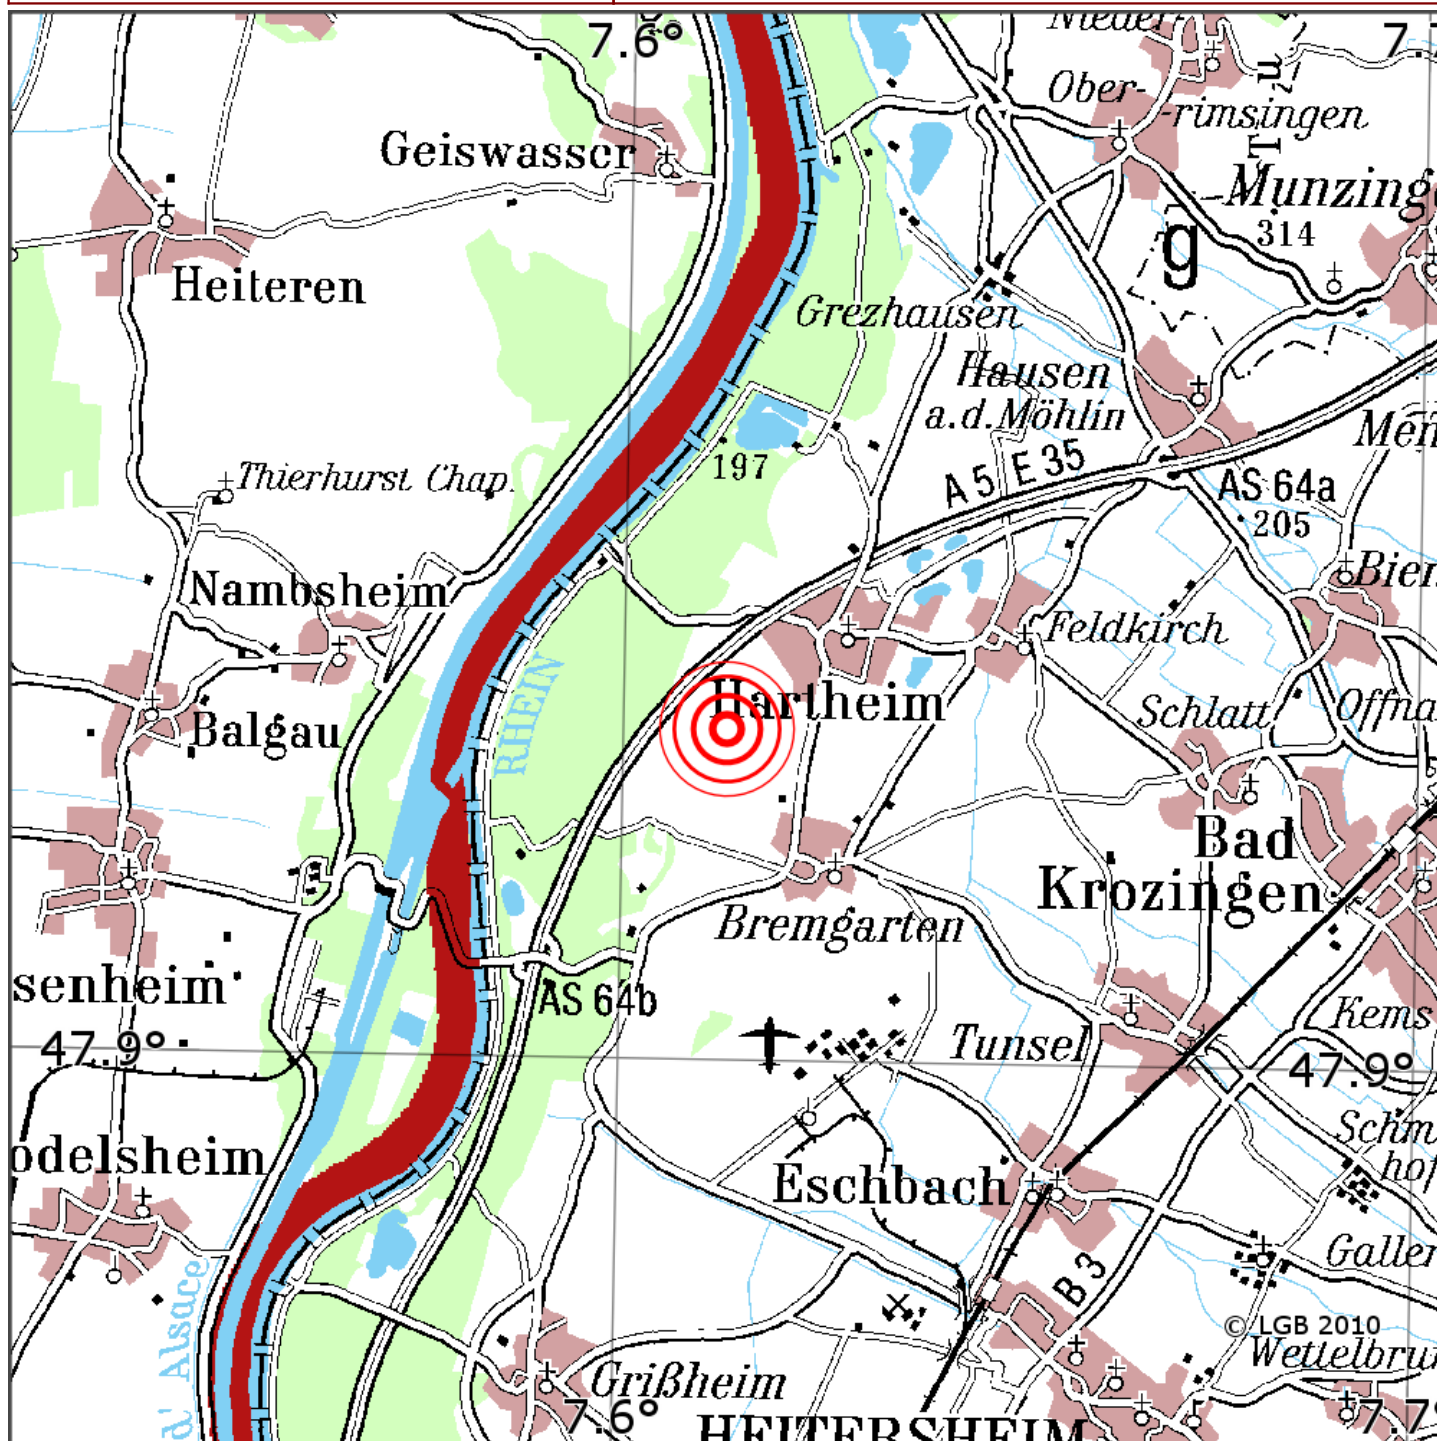 7.6°
7.
Nieder-
Ober-
-rimsingen
Geiswasser
Munzing
314
g
Heiteren
Grezhausen
Hausen
a.d.Möhlin
Men
Thierhurst Chap.
197
A 5 E 35
AS 64a
205
Nambsheim
Bien
Feldkirch
RHEIN
Hartheim
Schlatt
Offna
Balgau
Bad
Krozingen
Bremgarten
senheim
AS 64b
Kems
Tunsel
47.9°
47.9°
Schm
hof
odelsheim
Eschbach
Galler
B 3
d' Alsace
© LGB 2010
Wettelbru
Grißheim
7.6°
7.7°
HEITERSHEIM